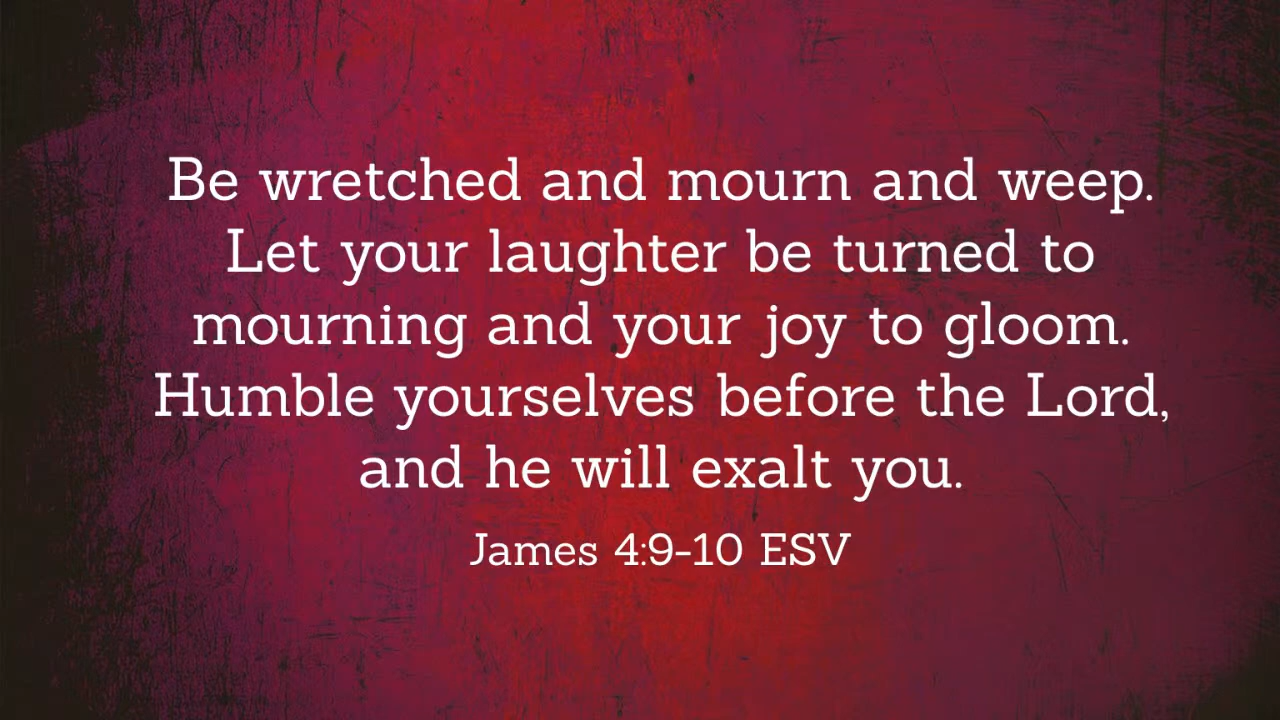 Be wretched and mourn and weep.
Let your laughter be turned to
mourning and your joy to gloom.
Humble yourselves before the Lord,
and he will exalt you.
James 4:9-10 ESV